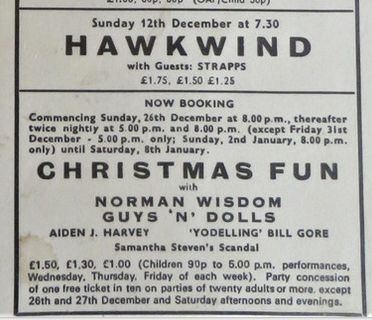 Sunday 12th December at 7.30
HAWKWIND
with Guests: STRAPPS
£1.75, £1.50 £1.25
NOW BOOKING
Commencing Sunday, 26th December at 8.00 p.m., thereafter
twice nightly at 5.00 p.m. and 8.00 p.m. (except Friday 31st
December - 5.00 p.m. only; Sunday, 2nd January, 8.00 p.m.
only) until Saturday, 8th January.
CHRISTMAS FUN
with
NORMAN WISDOM
GUYS 'N' DOLLS
AIDEN J. HARVEY 'YODELLING' BILL GORE
Samantha Steven's Scandal
£1.50, £1.30, £1.00 (Children 90p to 5.00 p.m. performances,
Wednesday, Thursday, Friday of each week). Party concession
of one free ticket in ten on parties of twenty adults or more, except
26th and 27th December and Saturday afternoons and evenings.